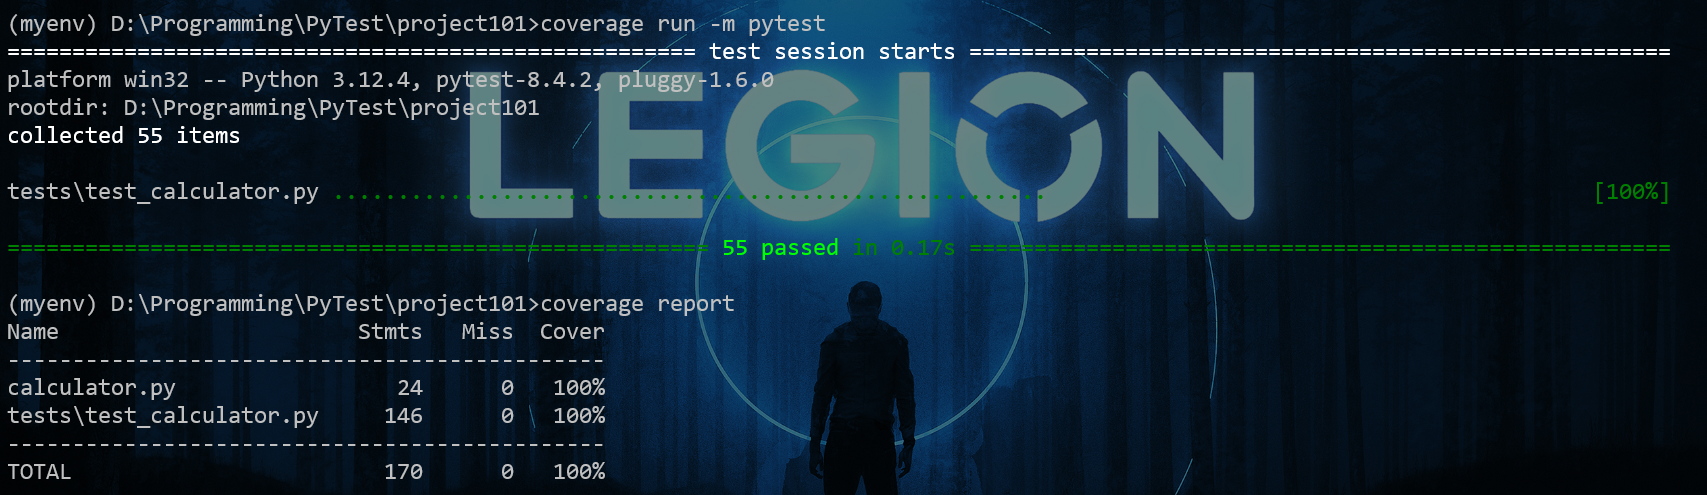 (myenv) D:\Programming\PyTest\project101>coverage run -m pytest
===================================================== test session starts ======================================================
platform win32 -- Python 3.12.4, pytest-8.4.2, pluggy-1.6.0
rootdir: D:\Programming\PyTest\project101
collected 55 items
LEGION
tests\test_calculator.py .......................................................                                          [100%]
====================================================== 55 passed in 0.17s ======================================================
(myenv) D:\Programming\PyTest\project101>coverage report
Name                       Stmts   Miss  Cover
----------------------------------------------
calculator.py                 24      0   100%
tests\test_calculator.py     146      0   100%
----------------------------------------------
TOTAL                        170      0   100%